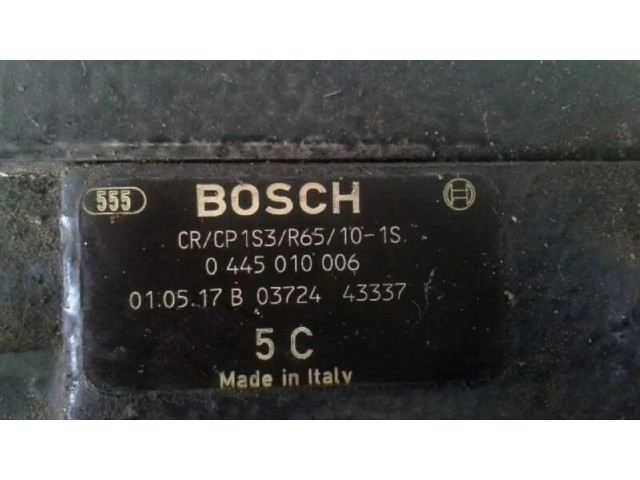 555 BOSCH
CR/CP1S3/R65/10-1S
0 445 010 006
01.05.17 B 03724 43337
5 C
Made in Italy